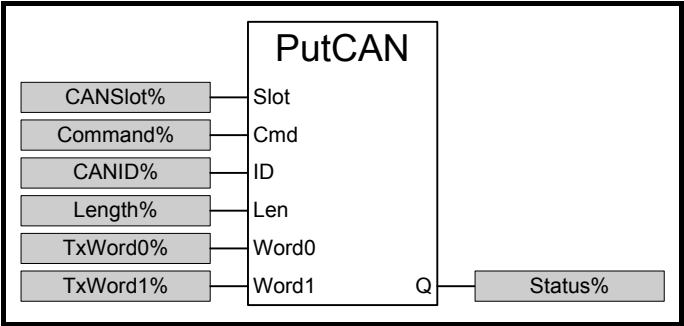 PutCAN
CANSlot% Slot
Command% Cmd
CANID% ID
Length% Len
TxWord0% Word0
TxWord1% Word1 Q Status%